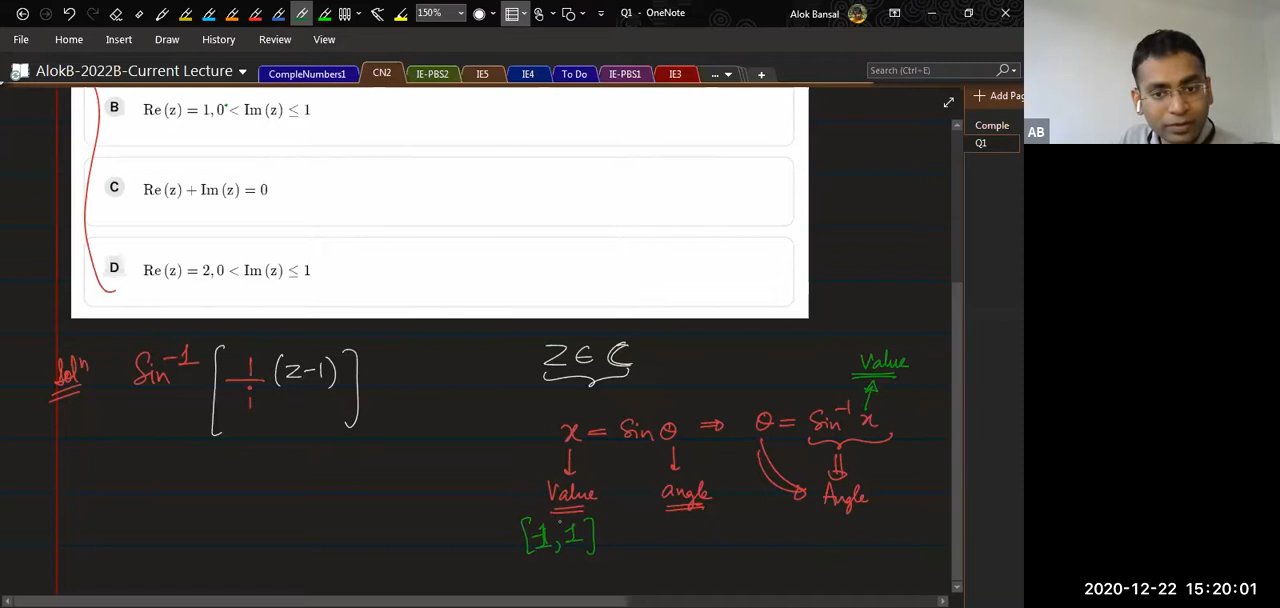 150%
Q1 - OneNote
Alok Bansal
File Home Insert Draw History Review View
AlokB-2022B-Current Lecture
CompleNumbers1 CN2 IE-PBS2 IE5 IE4 To Do IE-PBS1 IE3 ... +
Search (Ctrl+E)
+ Add Pag
Comple
Q1
AB
B Re (z) = 1, 0 < Im (z) ≤ 1
C Re (z) + Im (z) = 0
D Re (z) = 2, 0 < Im (z) ≤ 1
Solⁿ Sin⁻¹ [ 1/i (z-1) ]
Z ∈ ℂ
Value
x = Sin θ ⇒ θ = Sin⁻¹ x
Value angle Angle
[-1, 1]
2020-12-22 15:20:01